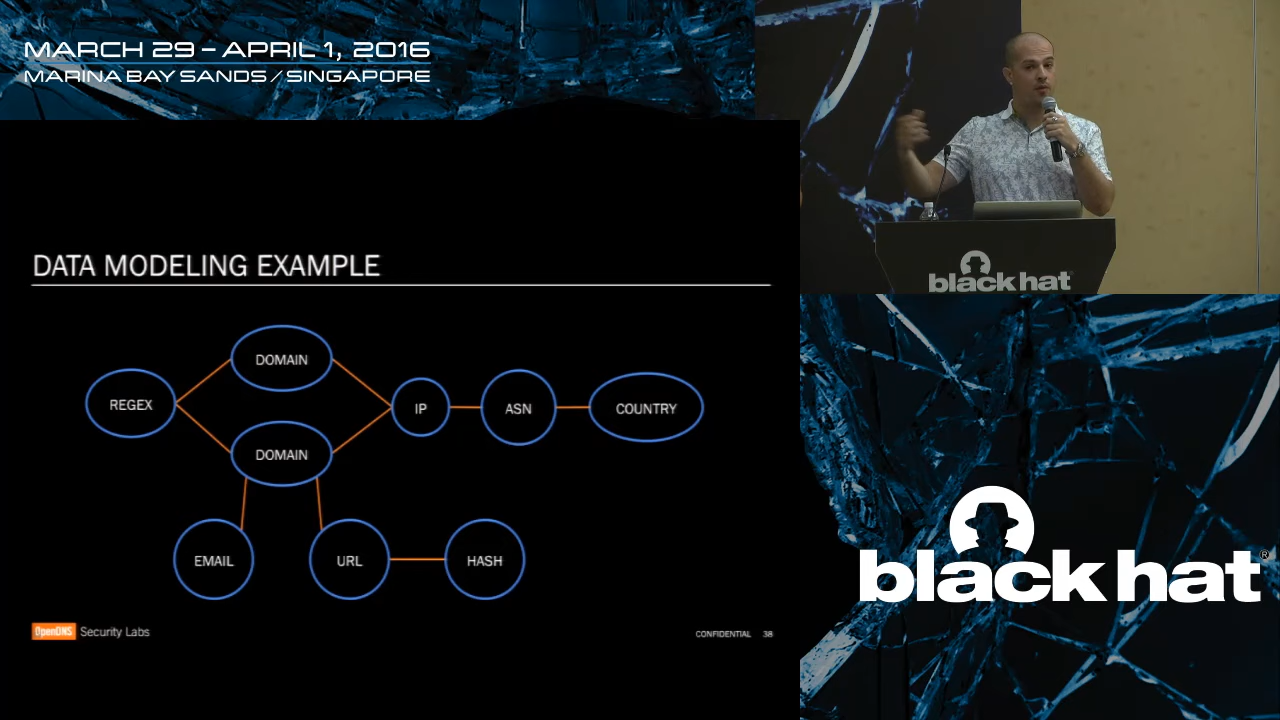 MARCH 29 – APRIL 1, 2016
MARINA BAY SANDS / SINGAPORE
black hat
DATA MODELING EXAMPLE
DOMAIN
REGEX
IP
ASN
COUNTRY
DOMAIN
EMAIL
URL
HASH
OpenDNS Security Labs
CONFIDENTIAL 38
black hat®